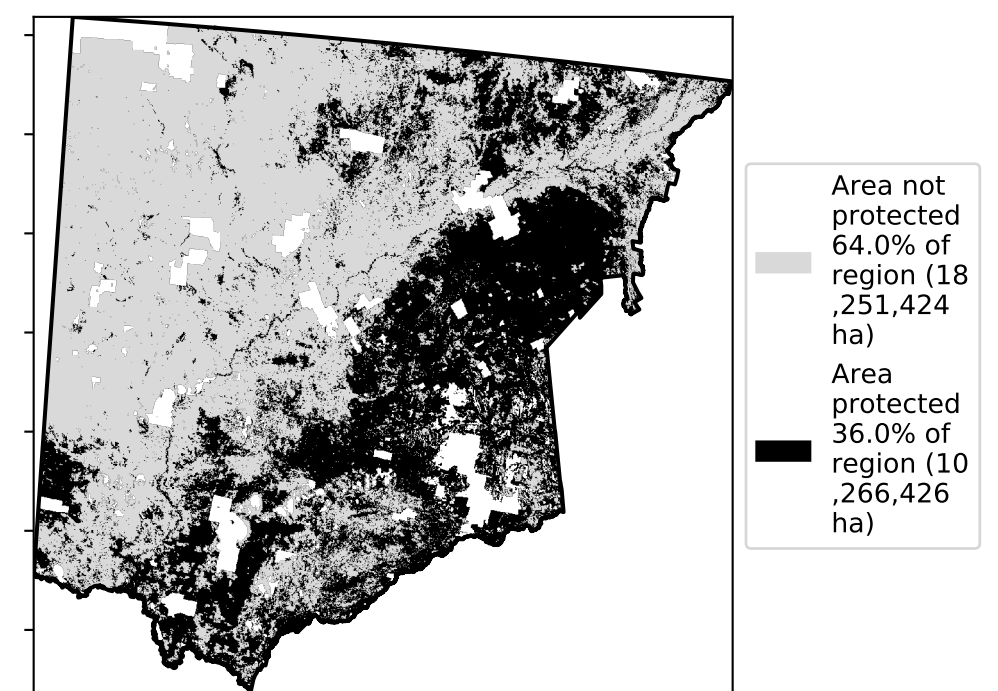 Area not
protected
64.0% of
region (18
,251,424
ha)
Area
protected
36.0% of
region (10
,266,426
ha)